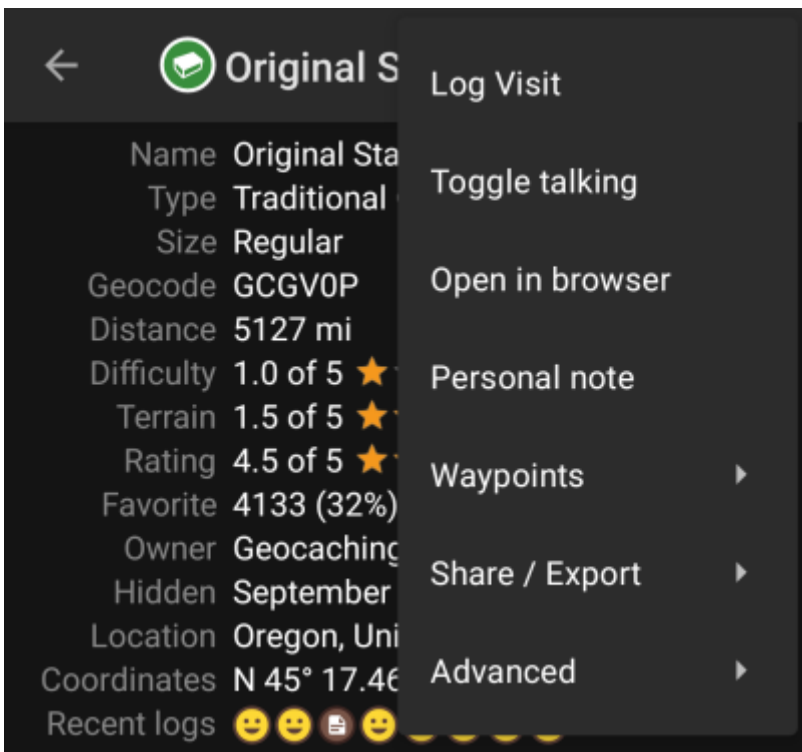 Original S
Name Original Sta
Type Traditional
Size Regular
Geocode GCGV0P
Distance 5127 mi
Difficulty 1.0 of 5
Terrain 1.5 of 5
Rating 4.5 of 5
Favorite 4133 (32%)
Owner Geocaching
Hidden September
Location Oregon, Uni
Coordinates N 45° 17.46
Recent logs
Log Visit
Toggle talking
Open in browser
Personal note
Waypoints
Share / Export
Advanced